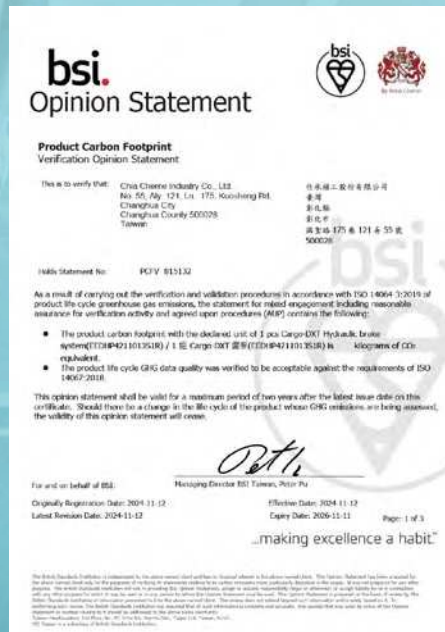 bsi.
Opinion Statement
bsi
By Royal Charter
Product Carbon Footprint
Verification Opinion Statement
This is to verify that:
Chia Cherne Industry Co., Ltd.
No. 55, Aly. 121, Ln. 175, Kuosheng Rd.
Changhua City
Changhua County 500028
Taiwan
佳承精工股份有限公司
臺灣
彰化縣
彰化市
國聖路 175 巷 121 弄 55 號
500028
Holds Statement No:
PCFV 815132
As a result of carrying out the verification and validation procedures in accordance with ISO 14064-3:2019 of
product life cycle greenhouse gas emissions, the statement for mixed engagement including reasonable
assurance for verification activity and agreed upon procedures (AUP) contains the following:
● The product carbon footprint with the declared unit of 1 pcs Cargo-DXT Hydraulic brake
kilograms of CO₂
equivalent.
● The product life cycle GHG data quality was verified to be acceptable against the requirements of ISO
14067:2018.
This opinion statement shall be valid for a maximum period of two years after the latest issue date on this
certificate. Should there be a change in the life cycle of the product whose GHG emissions are being assessed,
the validity of this opinion statement will cease.
For and on behalf of BSI:
Managing Director BSI Taiwan, Peter Pu
Originally Registration Date: 2024-11-12
Effective Date: 2024-11-12
Latest Revision Date: 2024-11-12
Expiry Date: 2026-11-11
Page: 1 of 3
...making excellence a habit.™